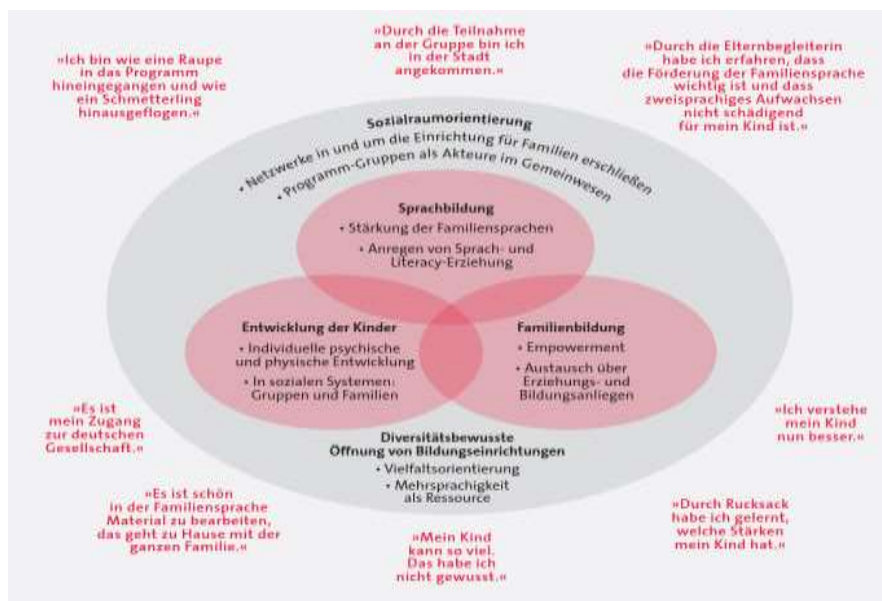 »Ich bin wie eine Raupe
in das Programm
hineingegangen und wie
ein Schmetterling
hinausgeflogen.«
»Durch die Teilnahme
an der Gruppe bin ich
in der Stadt
angekommen.«
»Durch die Elternbegleiterin
habe ich erfahren, dass
die Förderung der Familiensprache
wichtig ist und dass
zweisprachiges Aufwachsen
nicht schädigend
für mein Kind ist.«
Sozialraumorientierung
• Netzwerke in und um die Einrichtung für Familien erschließen
• Programm-Gruppen als Akteure im Gemeinwesen
Sprachbildung
• Stärkung der Familiensprachen
• Anregen von Sprach- und
Literacy-Erziehung
Entwicklung der Kinder
• Individuelle psychische
und physische Entwicklung
• In sozialen Systemen:
Gruppen und Familien
Familienbildung
• Empowerment
• Austausch über
Erziehungs- und
Bildungsanliegen
Diversitätsbewusste
Öffnung von Bildungseinrichtungen
• Vielfaltsorientierung
• Mehrsprachigkeit
als Ressource
»Es ist
mein Zugang
zur deutschen
Gesellschaft.«
»Ich verstehe
mein Kind
nun besser.«
»Es ist schön
in der Familiensprache
Material zu bearbeiten,
das geht zu Hause mit der
ganzen Familie.«
»Mein Kind
kann so viel.
Das habe ich
nicht gewusst.«
»Durch Rucksack
habe ich gelernt,
welche Stärken
mein Kind hat.«